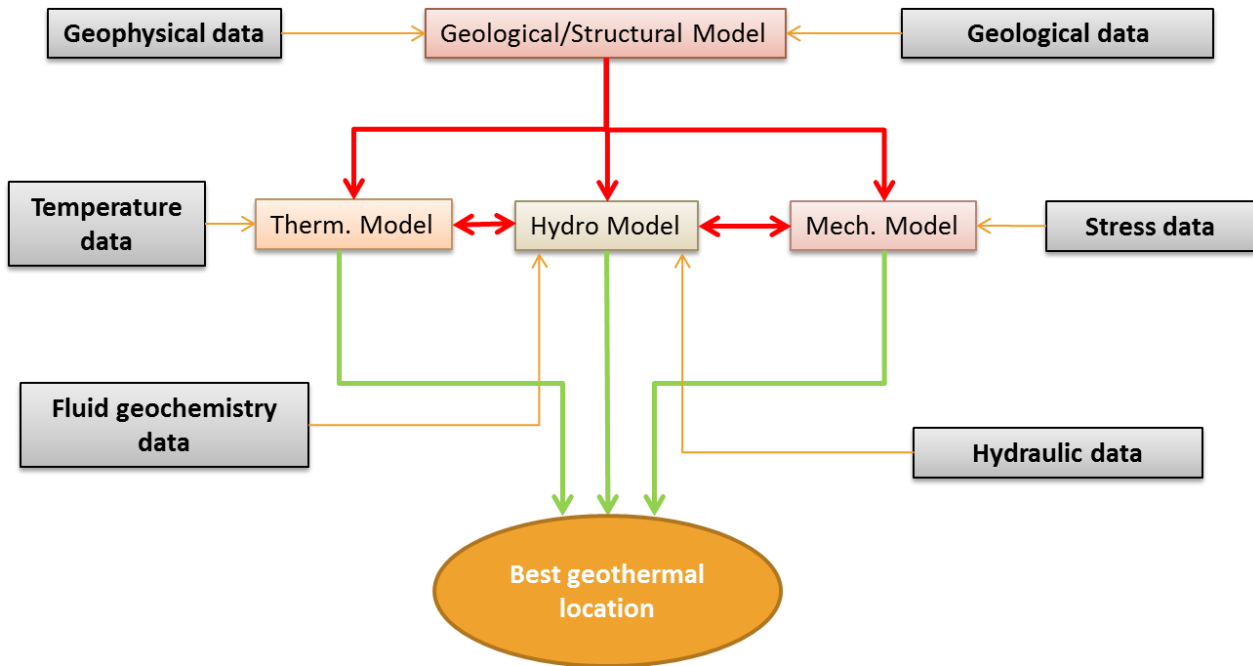 Geophysical data
Geological/Structural Model
Geological data
Temperature
data
Therm. Model
Hydro Model
Mech. Model
Stress data
Fluid geochemistry
data
Hydraulic data
Best geothermal
location